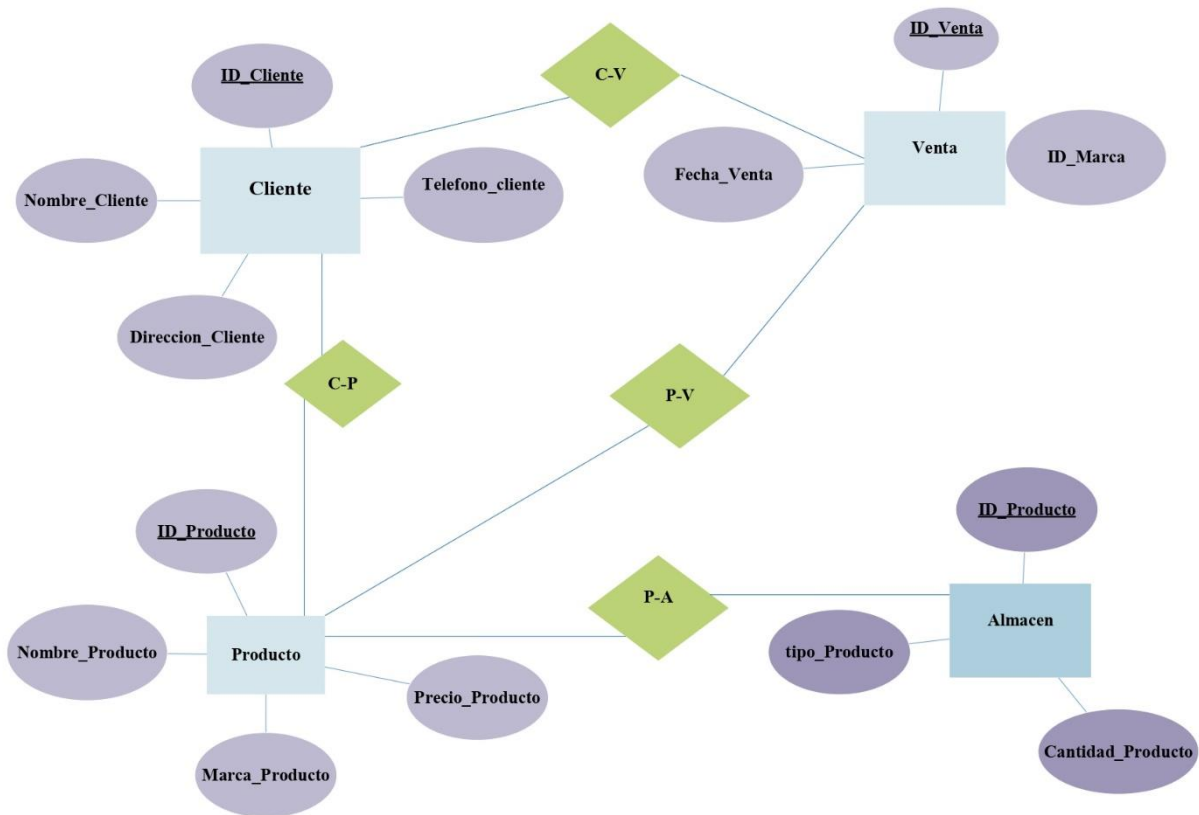 ID_Venta
C-V
ID_Cliente
Venta
ID_Marca
Fecha_Venta
Cliente
Telefono_cliente
Nombre_Cliente
Direccion_Cliente
C-P
P-V
ID_Producto
ID_Producto
P-A
Almacen
Nombre_Producto
Producto
tipo_Producto
Precio_Producto
Cantidad_Producto
Marca_Producto